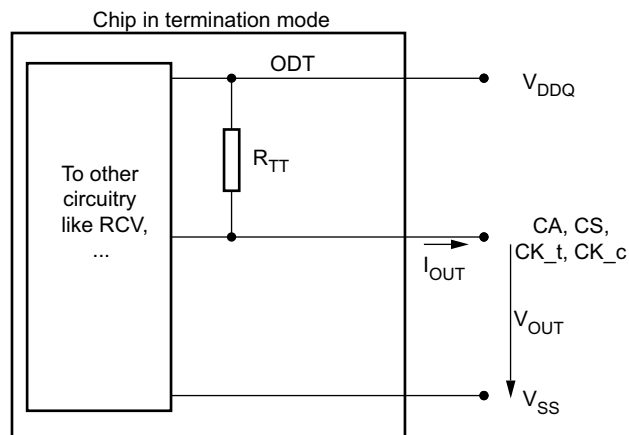 Chip in termination mode
ODT
V_DDQ
R_TT
To other
circuitry
like RCV,
...
CA, CS,
CK_t, CK_c
I_OUT
V_OUT
V_SS